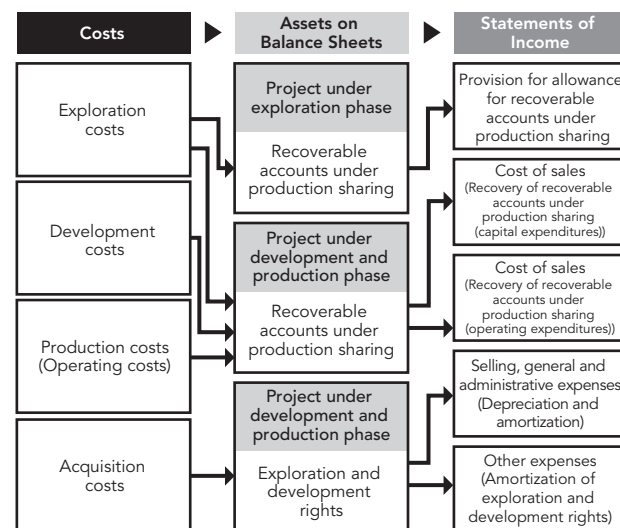 Costs
Assets on
Balance Sheets
Statements of
Income
Exploration
costs
Development
costs
Production costs
(Operating costs)
Acquisition
costs
Project under
exploration phase
Recoverable
accounts under
production sharing
Project under
development and
production phase
Recoverable
accounts under
production sharing
Project under
development and
production phase
Exploration and
development
rights
Provision for allowance
for recoverable
accounts under
production sharing
Cost of sales
(Recovery of recoverable
accounts under
production sharing
(capital expenditures))
Cost of sales
(Recovery of recoverable
accounts under
production sharing
(operating expenditures))
Selling, general and
administrative expenses
(Depreciation and
amortization)
Other expenses
(Amortization of
exploration and
development rights)